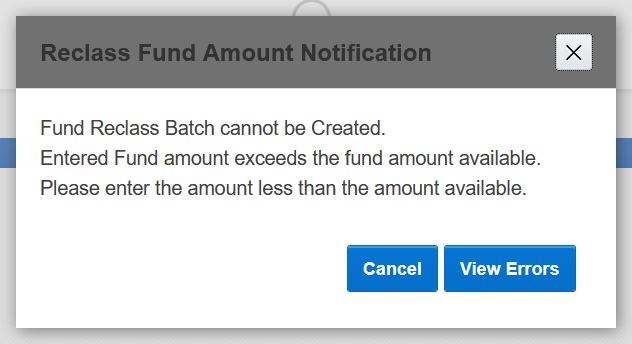 Reclass Fund Amount Notification
Fund Reclass Batch cannot be Created.
Entered Fund amount exceeds the fund amount available.
Please enter the amount less than the amount available.
Cancel View Errors